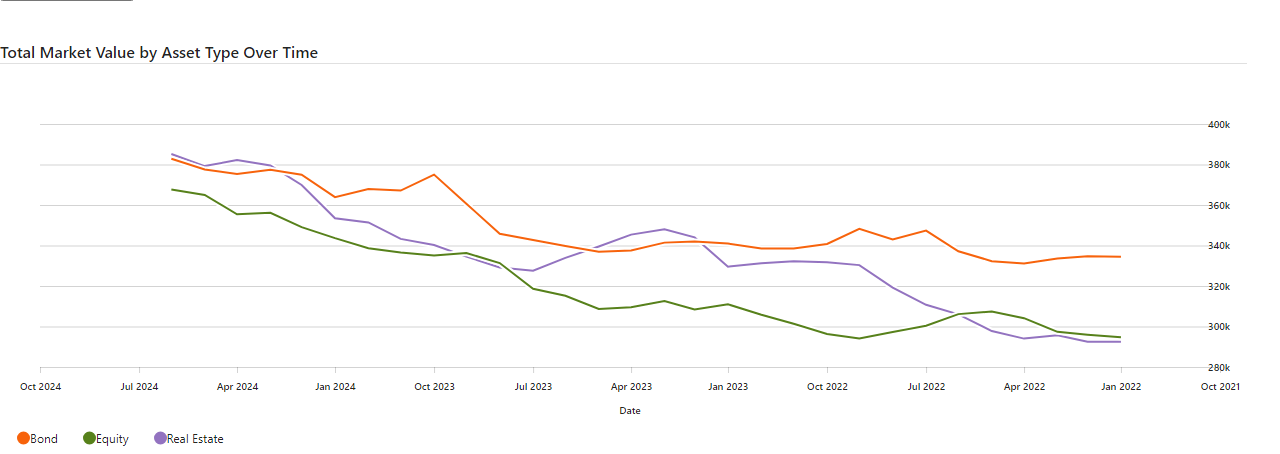 Total Market Value by Asset Type Over Time
400k
380k
360k
340k
320k
300k
280k
Oct 2024 Jul 2024 Apr 2024 Jan 2024 Oct 2023 Jul 2023 Apr 2023 Jan 2023 Oct 2022 Jul 2022 Apr 2022 Jan 2022 Oct 2021
Date
Bond Equity Real Estate